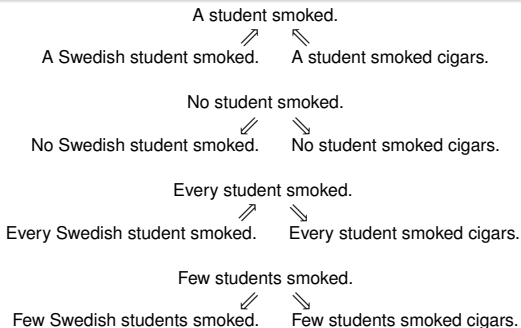 A student smoked.
⇗ ⇖
A Swedish student smoked. A student smoked cigars.
No student smoked.
⇙ ⇘
No Swedish student smoked. No student smoked cigars.
Every student smoked.
⇗ ⇘
Every Swedish student smoked. Every student smoked cigars.
Few students smoked.
⇙ ⇘
Few Swedish students smoked. Few students smoked cigars.